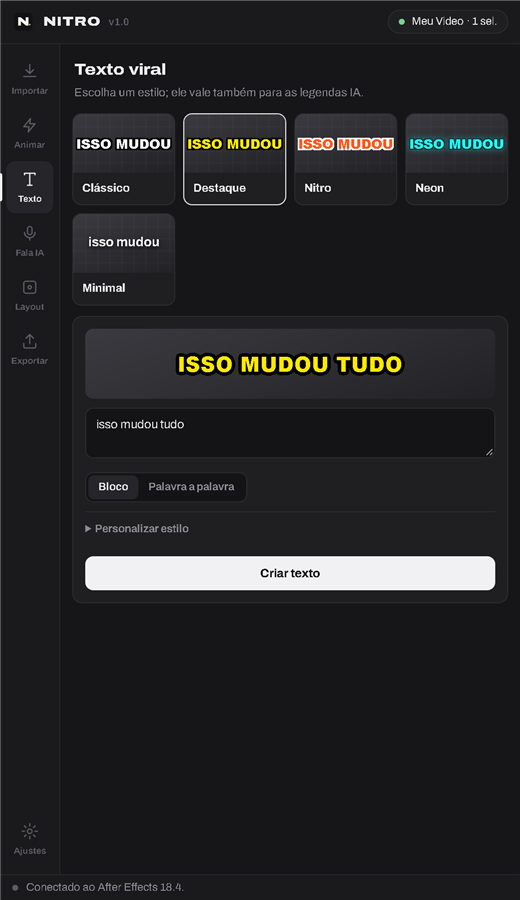 N. NITRO v1.0
Meu Video · 1 sel.
Importar
Animar
Texto
Fala IA
Layout
Exportar
Ajustes
Texto viral
Escolha um estilo; ele vale também para as legendas IA.
ISSO MUDOU
Clássico
ISSO MUDOU
Destaque
ISSO MUDOU
Nitro
ISSO MUDOU
Neon
isso mudou
Minimal
ISSO MUDOU TUDO
isso mudou tudo
Bloco
Palavra a palavra
Personalizar estilo
Criar texto
Conectado ao After Effects 18.4.